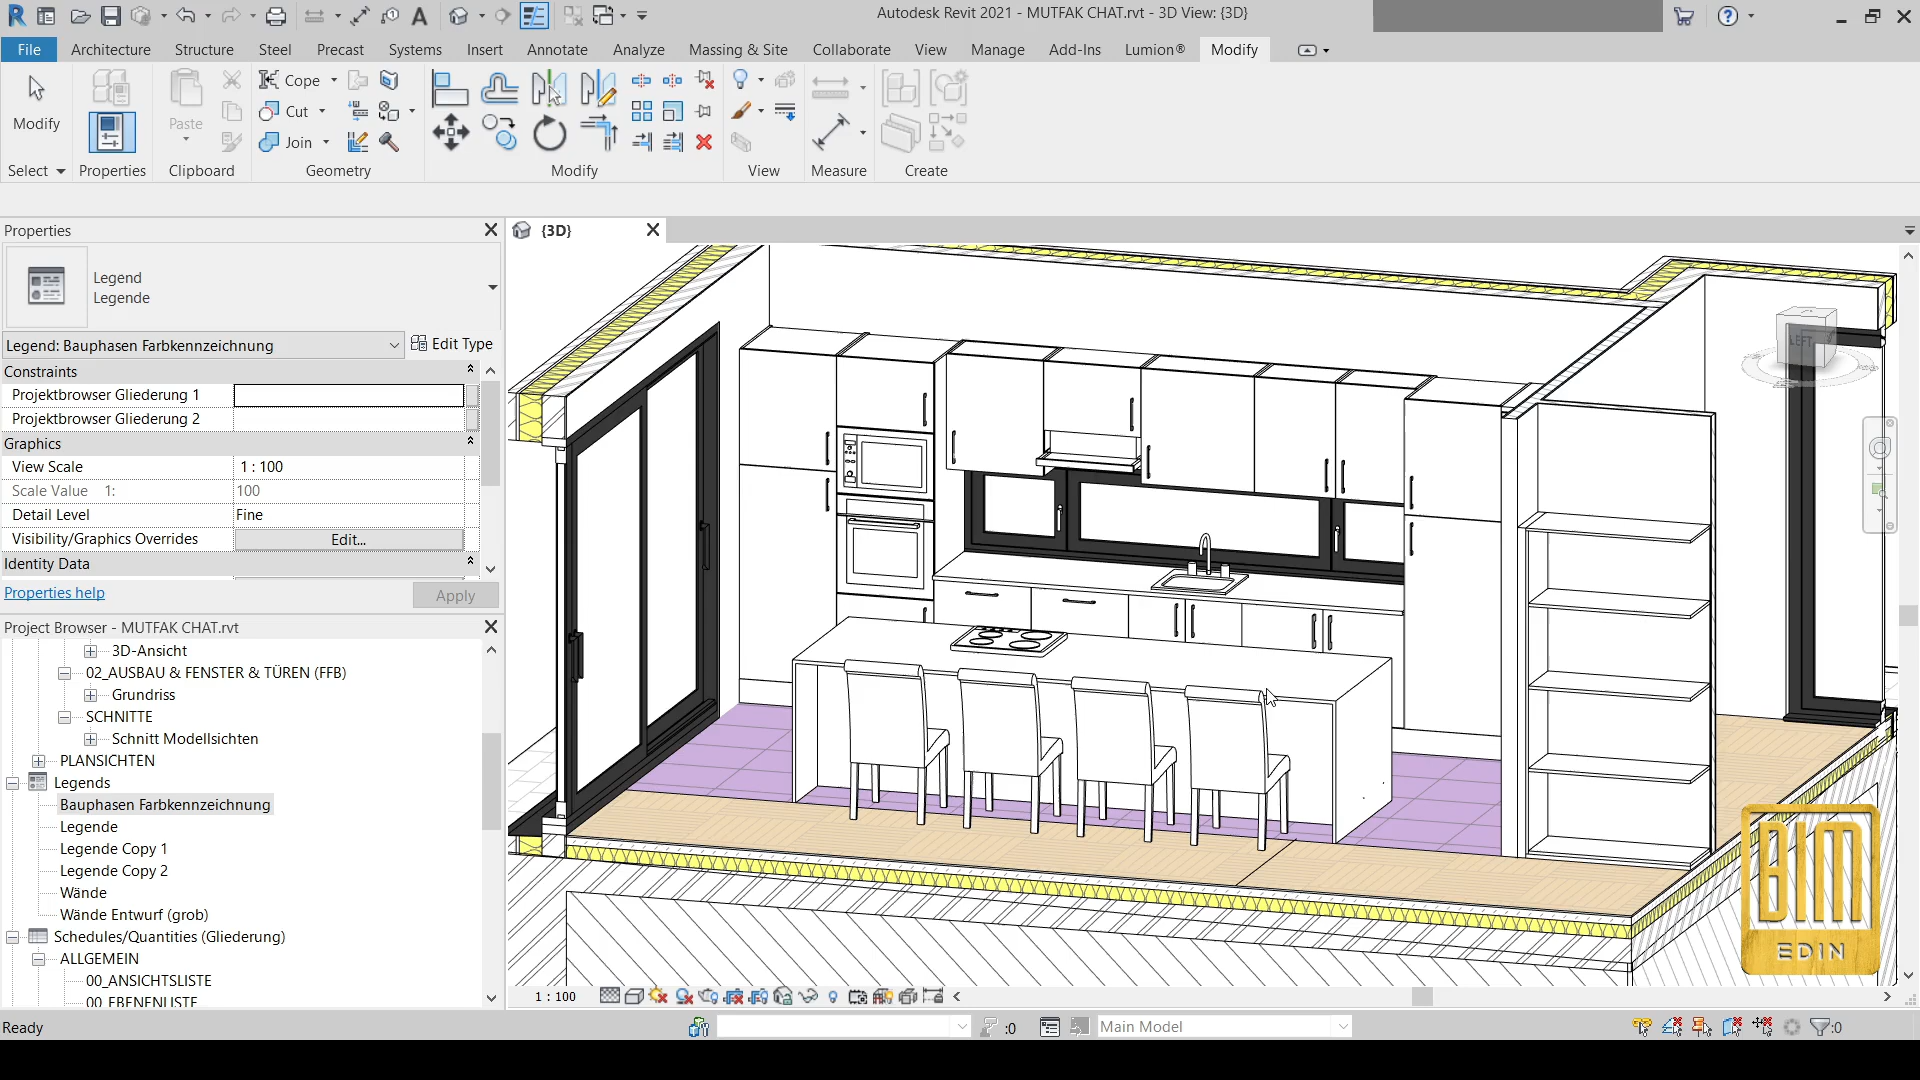 Autodesk Revit 2021 - MUTFAK CHAT.rvt - 3D View: {3D}
File
Architecture
Structure
Steel
Precast
Systems
Insert
Annotate
Analyze
Massing & Site
Collaborate
View
Manage
Add-Ins
Lumion®
Modify
Modify
Paste
Cope
Cut
Join
Select
Properties
Clipboard
Geometry
Modify
View
Measure
Create
Properties
{3D}
Legend
Legende
Legend: Bauphasen Farbkennzeichnung
Edit Type
Constraints
Projektbrowser Gliederung 1
Projektbrowser Gliederung 2
Graphics
View Scale 1 : 100
Scale Value 1: 100
Detail Level Fine
Visibility/Graphics Overrides Edit...
Identity Data
Properties help
Apply
Project Browser - MUTFAK CHAT.rvt
3D-Ansicht
02_AUSBAU & FENSTER & TÜREN (FFB)
Grundriss
SCHNITTE
Schnitt Modellsichten
PLANSICHTEN
Legends
Bauphasen Farbkennzeichnung
Legende
Legende Copy 1
Legende Copy 2
Wände
Wände Entwurf (grob)
Schedules/Quantities (Gliederung)
ALLGEMEIN
00_ANSICHTSLISTE
00_EBENENLISTE
LEFT
BIM
EDIN
1 : 100
Ready
:0
Main Model
:0